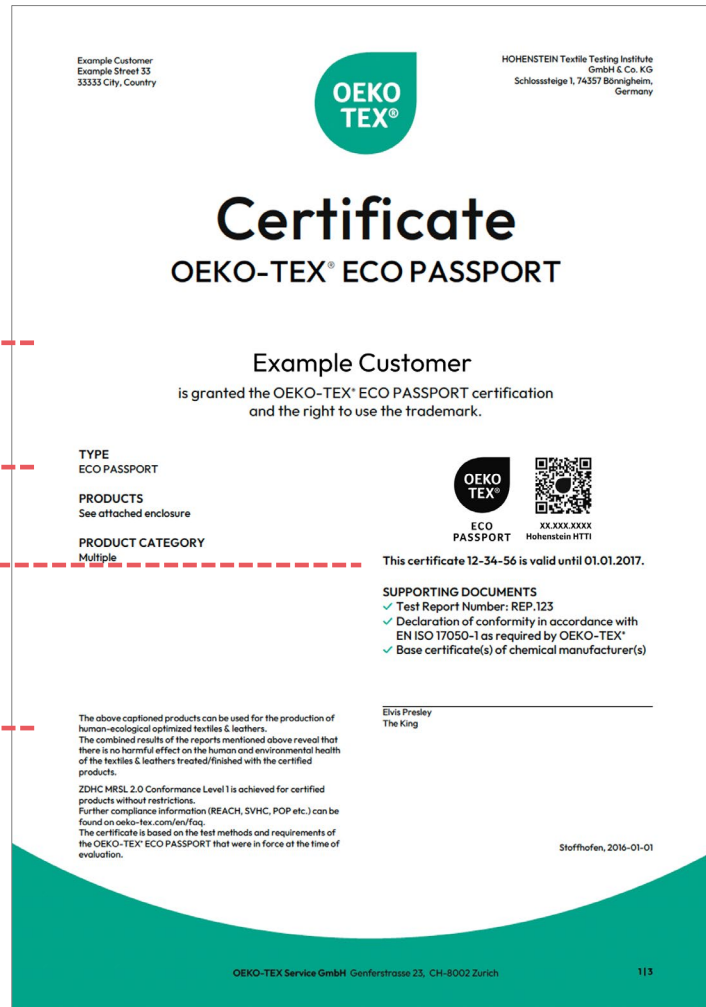 Example Customer
Example Street 33
33333 City, Country
HOHENSTEIN Textile Testing Institute
GmbH & Co. KG
Schlosssteige 1, 74357 Bönnigheim,
Germany
OEKO
TEX®
Certificate
OEKO-TEX® ECO PASSPORT
Example Customer
is granted the OEKO-TEX® ECO PASSPORT certification
and the right to use the trademark.
TYPE
ECO PASSPORT
PRODUCTS
See attached enclosure
PRODUCT CATEGORY
Multiple
OEKO
TEX®
ECO
PASSPORT
XX.XXX.XXXX
Hohenstein HTTI
This certificate 12-34-56 is valid until 01.01.2017.
SUPPORTING DOCUMENTS
✓ Test Report Number: REP.123
✓ Declaration of conformity in accordance with
EN ISO 17050-1 as required by OEKO-TEX®
✓ Base certificate(s) of chemical manufacturer(s)
Elvis Presley
The King
The above captioned products can be used for the production of
human-ecological optimized textiles & leathers.
The combined results of the reports mentioned above reveal that
there is no harmful effect on the human and environmental health
of the textiles & leathers treated/finished with the certified
products.
ZDHC MRSL 2.0 Conformance Level 1 is achieved for certified
products without restrictions.
Further compliance information (REACH, SVHC, POP etc.) can be
found on oeko-tex.com/en/faq.
The certificate is based on the test methods and requirements of
the OEKO-TEX® ECO PASSPORT that were in force at the time of
evaluation.
Stoffhofen, 2016-01-01
OEKO-TEX Service GmbH Genferstrasse 23, CH-8002 Zurich
1|3